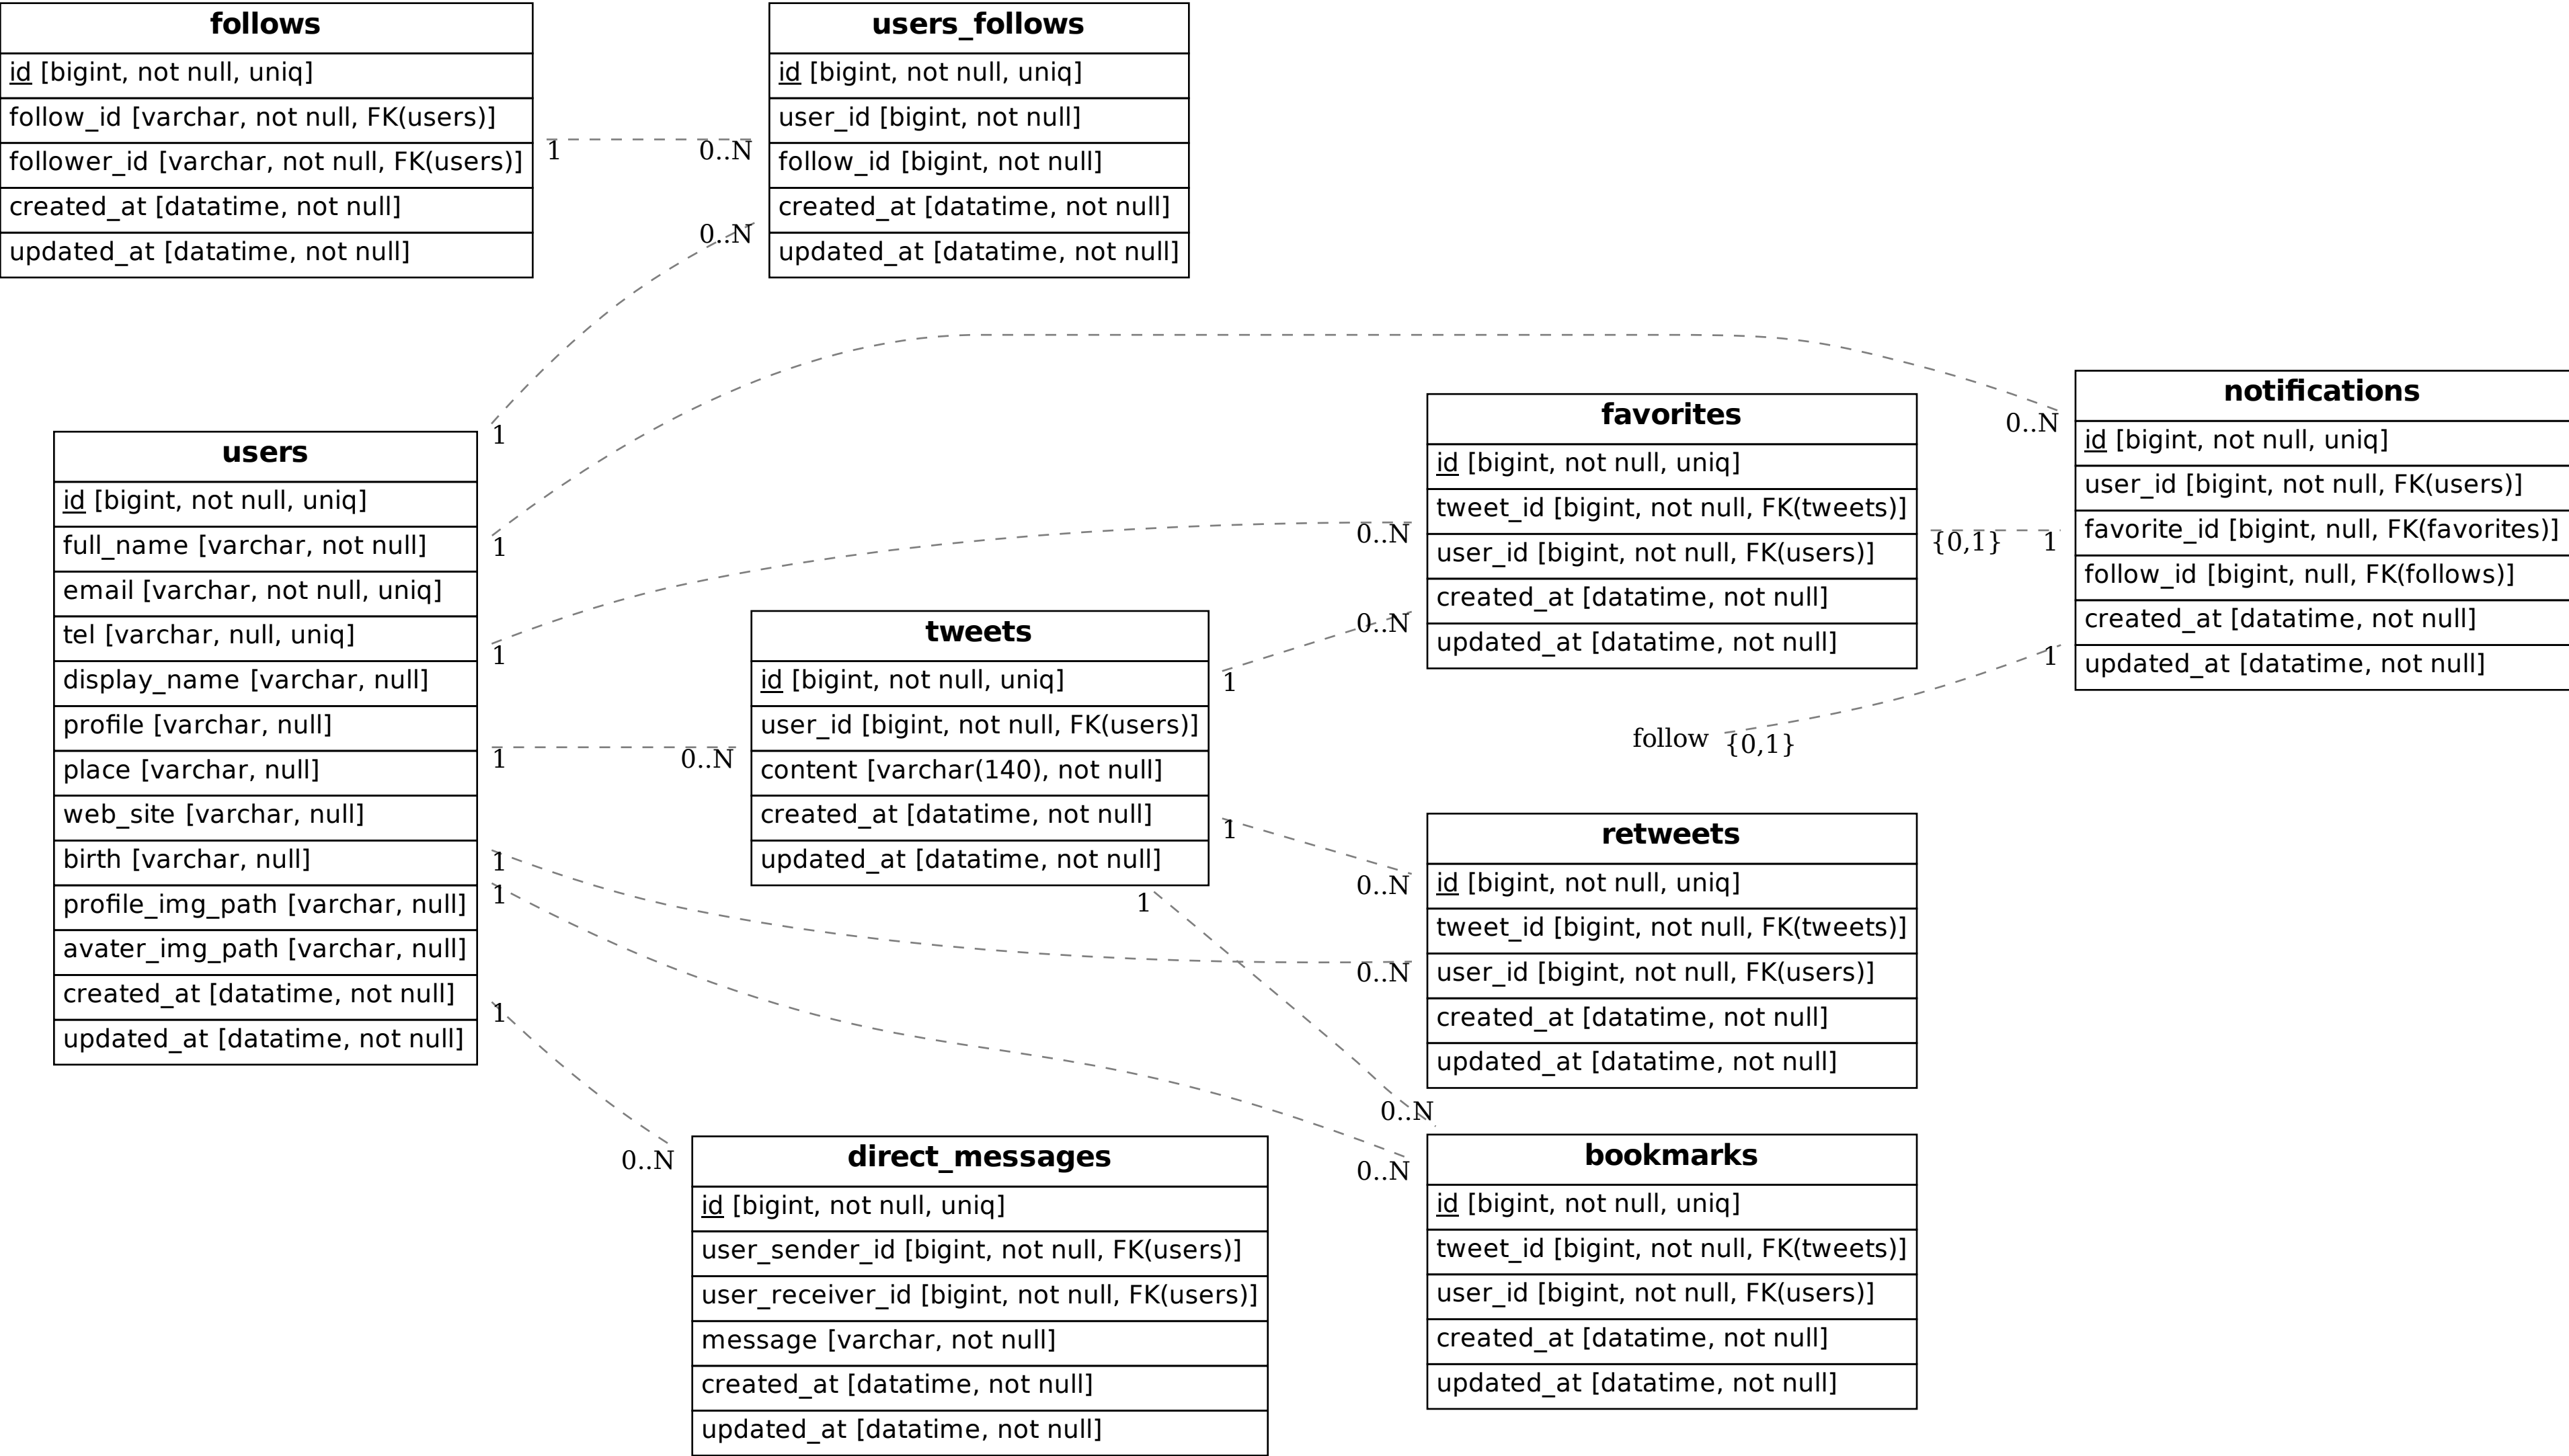 follows
id [bigint, not null, uniq]
follow_id [varchar, not null, FK(users)]
follower_id [varchar, not null, FK(users)]
created_at [datatime, not null]
updated_at [datatime, not null]
1
0..N
users_follows
id [bigint, not null, uniq]
user_id [bigint, not null]
follow_id [bigint, not null]
created_at [datatime, not null]
updated_at [datatime, not null]
0..N
1
users
id [bigint, not null, uniq]
full_name [varchar, not null]
email [varchar, not null, uniq]
tel [varchar, null, uniq]
display_name [varchar, null]
profile [varchar, null]
place [varchar, null]
web_site [varchar, null]
birth [varchar, null]
profile_img_path [varchar, null]
avater_img_path [varchar, null]
created_at [datatime, not null]
updated_at [datatime, not null]
1
1
1
1
1
1
0..N
tweets
id [bigint, not null, uniq]
user_id [bigint, not null, FK(users)]
content [varchar(140), not null]
created_at [datatime, not null]
updated_at [datatime, not null]
1
1
1
0..N
0..N
favorites
id [bigint, not null, uniq]
tweet_id [bigint, not null, FK(tweets)]
user_id [bigint, not null, FK(users)]
created_at [datatime, not null]
updated_at [datatime, not null]
{0,1}
1
0..N
notifications
id [bigint, not null, uniq]
user_id [bigint, not null, FK(users)]
favorite_id [bigint, null, FK(favorites)]
follow_id [bigint, null, FK(follows)]
created_at [datatime, not null]
updated_at [datatime, not null]
1
follow
{0,1}
0..N
0..N
retweets
id [bigint, not null, uniq]
tweet_id [bigint, not null, FK(tweets)]
user_id [bigint, not null, FK(users)]
created_at [datatime, not null]
updated_at [datatime, not null]
0..N
direct_messages
id [bigint, not null, uniq]
user_sender_id [bigint, not null, FK(users)]
user_receiver_id [bigint, not null, FK(users)]
message [varchar, not null]
created_at [datatime, not null]
updated_at [datatime, not null]
0..N
0..N
bookmarks
id [bigint, not null, uniq]
tweet_id [bigint, not null, FK(tweets)]
user_id [bigint, not null, FK(users)]
created_at [datatime, not null]
updated_at [datatime, not null]